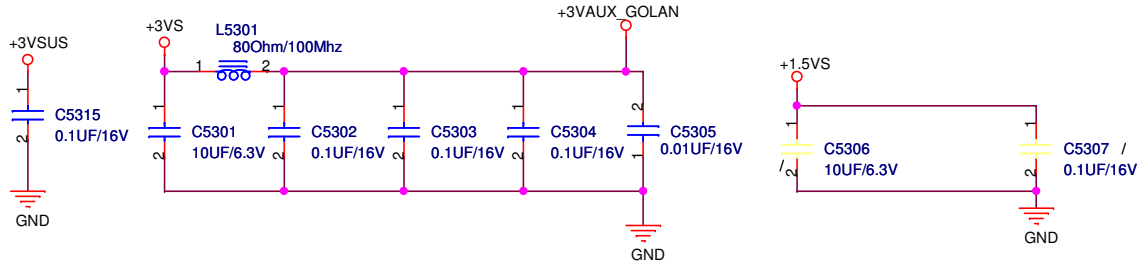 +3VSUS
1
C5315
0.1UF/16V
2
GND
+3VS
L5301
80Ohm/100Mhz
1
2
+3VAUX_GOLAN
1
C5301
10UF/6.3V
2
1
C5302
0.1UF/16V
2
1
C5303
0.1UF/16V
2
1
C5304
0.1UF/16V
2
2
C5305
0.01UF/16V
1
GND
+1.5VS
1
C5306
10UF/6.3V
/
2
1
C5307 /
0.1UF/16V
2
GND